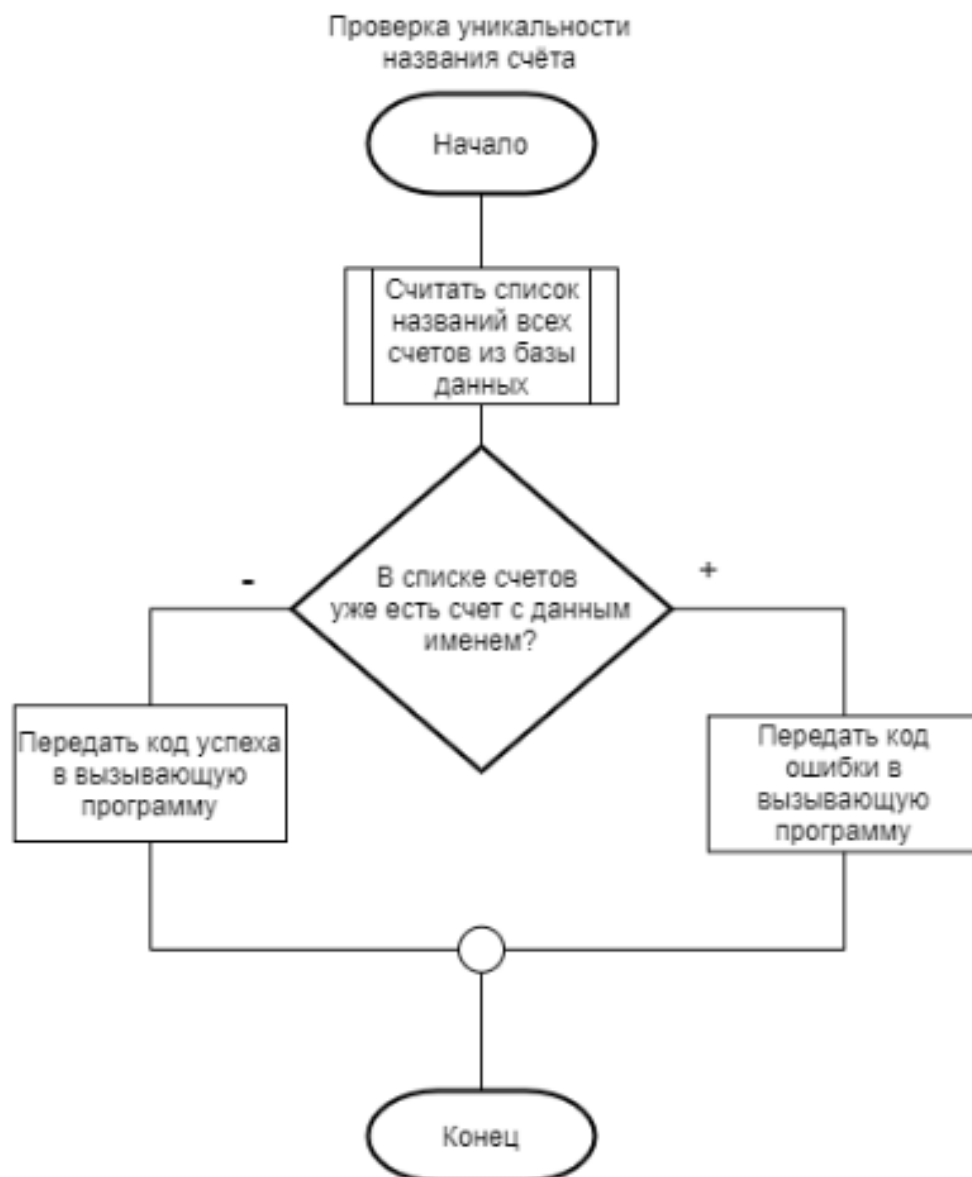 Проверка уникальности
названия счёта
Начало
Считать список
названий всех
счетов из базы
данных
В списке счетов
уже есть счет с данным
именем?
-
+
Передать код успеха
в вызывающую
программу
Передать код
ошибки в
вызывающую
программу
Конец